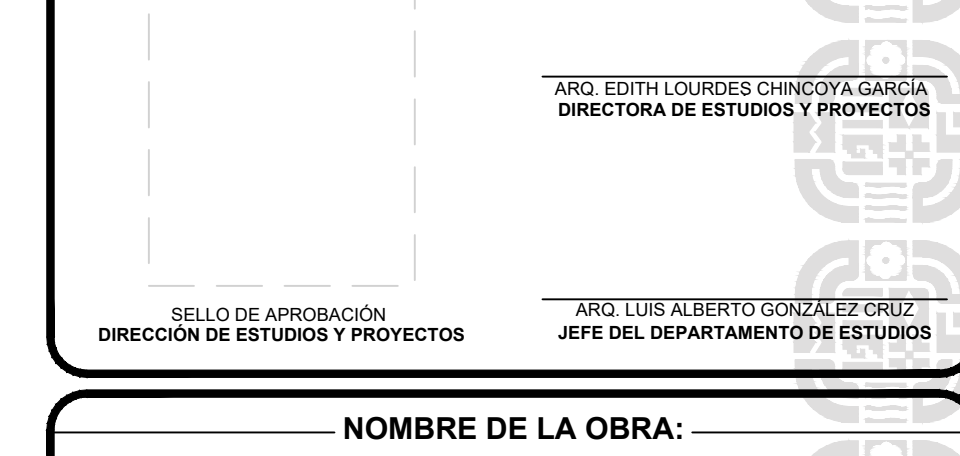 ARQ. EDITH LOURDES CHINCOYA GARCÍA
DIRECTORA DE ESTUDIOS Y PROYECTOS
SELLO DE APROBACIÓN
DIRECCIÓN DE ESTUDIOS Y PROYECTOS
ARQ. LUIS ALBERTO GONZÁLEZ CRUZ
JEFE DEL DEPARTAMENTO DE ESTUDIOS
NOMBRE DE LA OBRA: